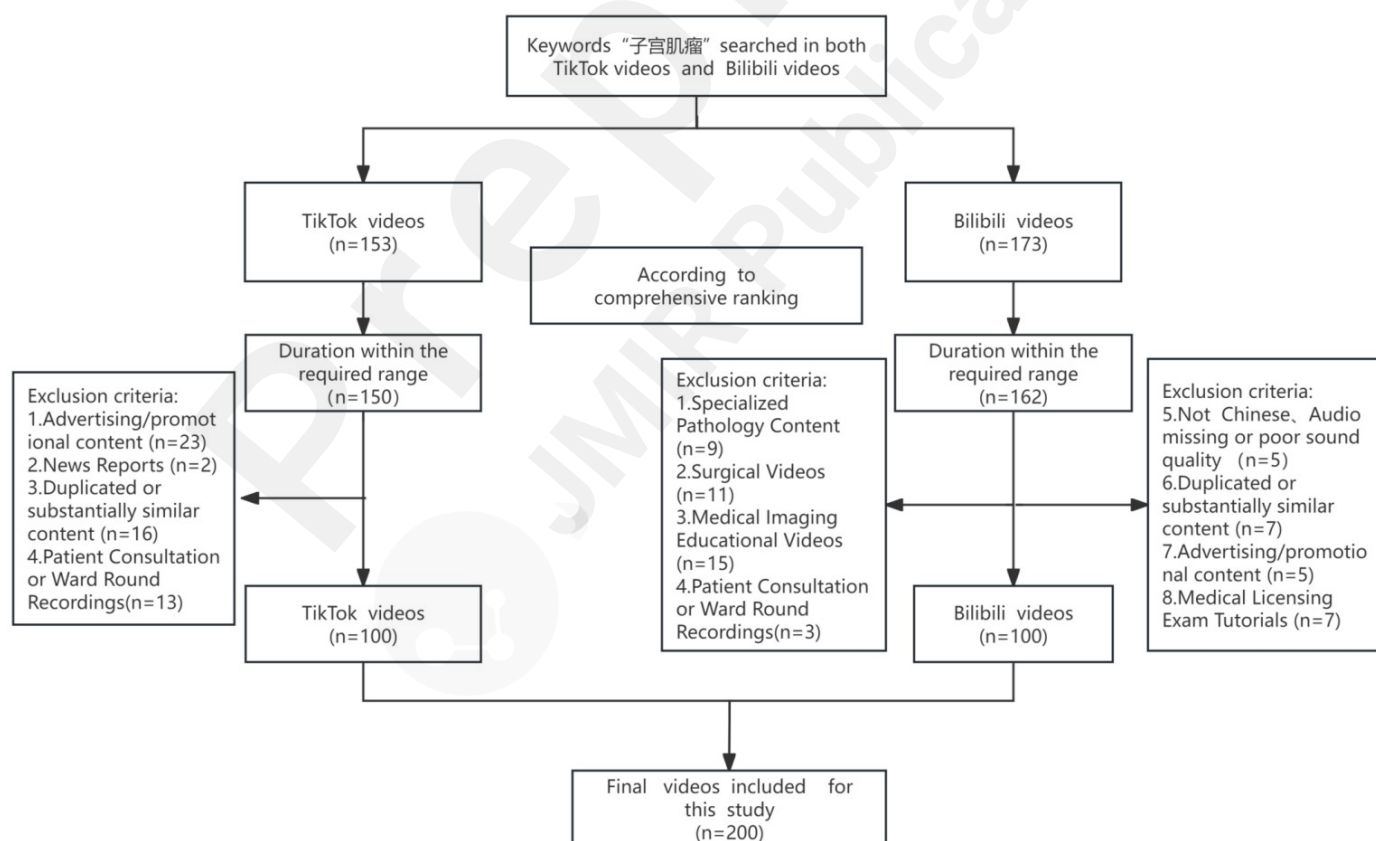 Keywords “子宫肌瘤” searched in both
TikTok videos and Bilibili videos
TikTok videos
(n=153)
Bilibili videos
(n=173)
According to
comprehensive ranking
Duration within the
required range
(n=150)
Duration within the
required range
(n=162)
Exclusion criteria:
1.Advertising/promot
ional content (n=23)
2.News Reports (n=2)
3.Duplicated or
substantially similar
content (n=16)
4.Patient Consultation
or Ward Round
Recordings(n=13)
Exclusion criteria:
1.Specialized
Pathology Content
(n=9)
2.Surgical Videos
(n=11)
3.Medical Imaging
Educational Videos
(n=15)
4.Patient Consultation
or Ward Round
Recordings(n=3)
Exclusion criteria:
5.Not Chinese、Audio
missing or poor sound
quality （n=5）
6.Duplicated or
substantially similar
content (n=7)
7.Advertising/promotio
nal content (n=5)
8.Medical Licensing
Exam Tutorials (n=7)
TikTok videos
(n=100)
Bilibili videos
(n=100)
Final videos included for
this study
(n=200)
Prepr
JMIR Publica